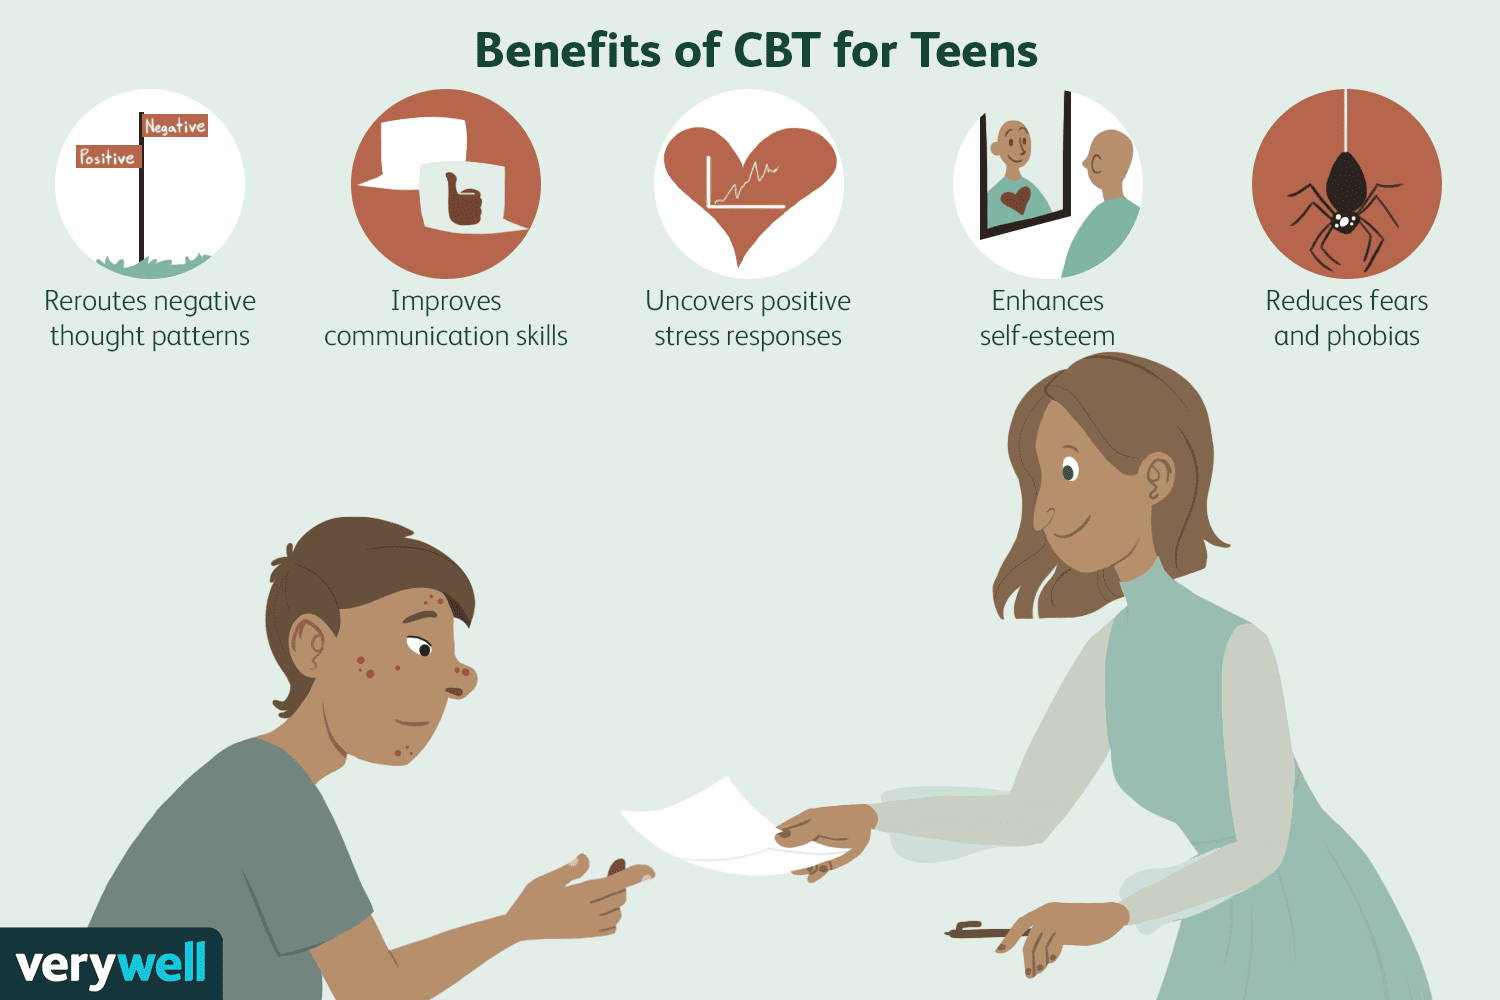 Benefits of CBT for Teens
Negative
Positive
Reroutes negative
thought patterns
Improves
communication skills
Uncovers positive
stress responses
Enhances
self-esteem
Reduces fears
and phobias
verywell